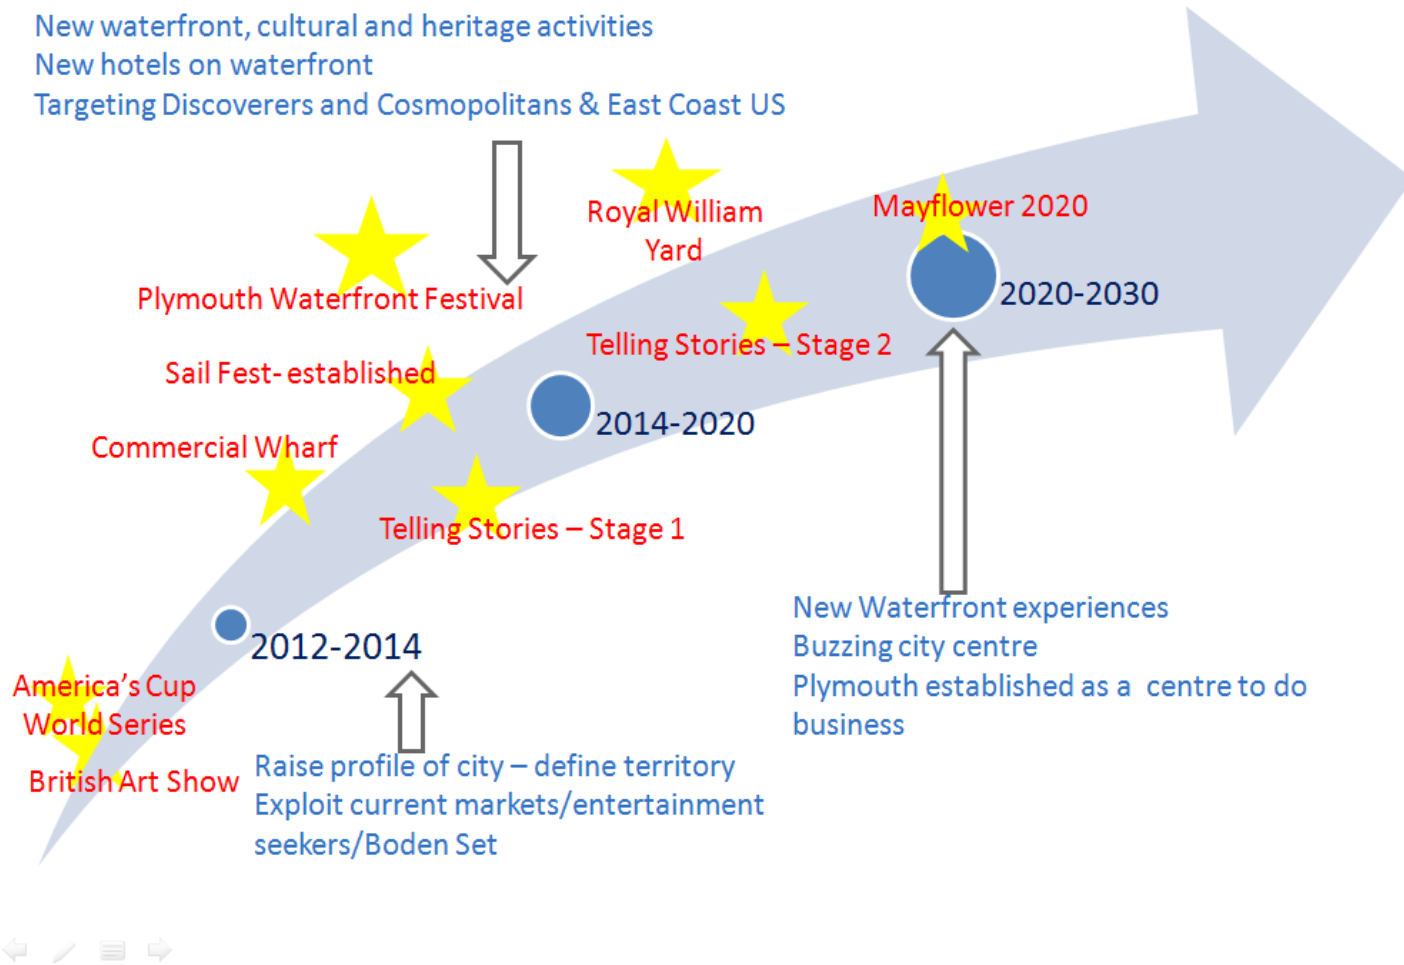 New waterfront, cultural and heritage activities
New hotels on waterfront
Targeting Discoverers and Cosmopolitans & East Coast US
Royal William
Yard
Mayflower 2020
Plymouth Waterfront Festival
2020-2030
Telling Stories – Stage 2
Sail Fest- established
2014-2020
Commercial Wharf
Telling Stories – Stage 1
2012-2014
New Waterfront experiences
Buzzing city centre
Plymouth established as a  centre to do
business
America's Cup
World Series
British Art Show
Raise profile of city – define territory
Exploit current markets/entertainment
seekers/Boden Set